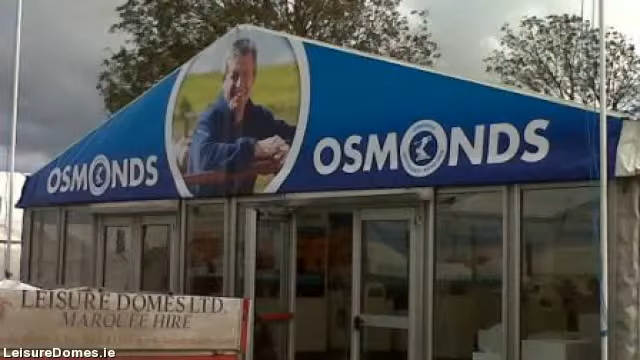 OSMONDS
OSMONDS
LEISURE DOMES LTD.
MARQUEE HIRE
LeisureDomes.ie